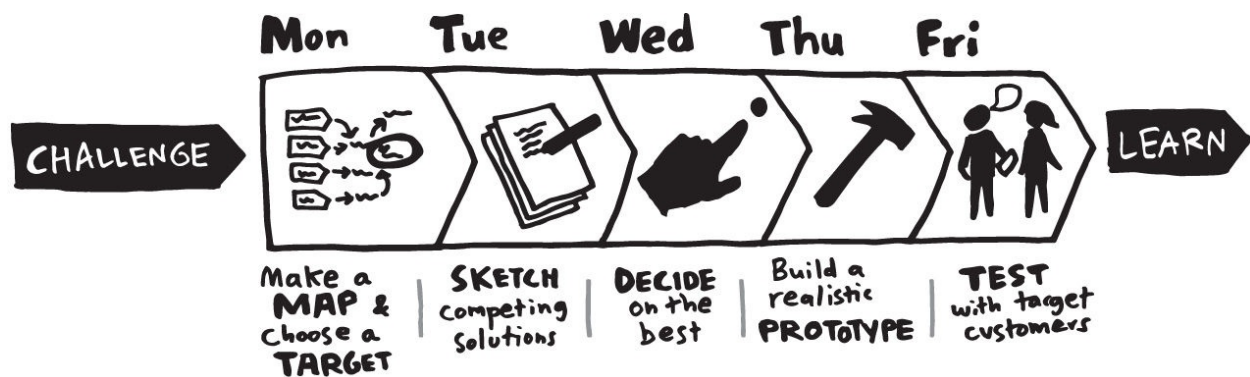 Mon
Tue
Wed
Thu
Fri
CHALLENGE
LEARN
Make a
MAP &
choose a
TARGET
SKETCH
competing
solutions
DECIDE
on the
best
Build a
realistic
PROTOTYPE
TEST
with target
customers